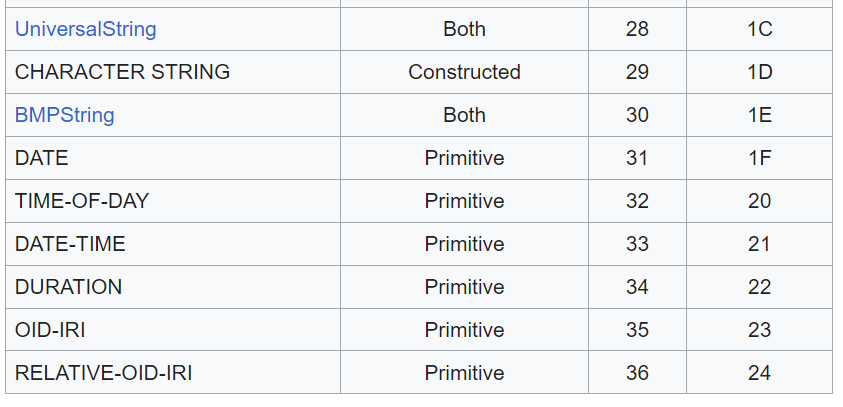 UniversalString Both 28 1C
CHARACTER STRING Constructed 29 1D
BMPString Both 30 1E
DATE Primitive 31 1F
TIME-OF-DAY Primitive 32 20
DATE-TIME Primitive 33 21
DURATION Primitive 34 22
OID-IRI Primitive 35 23
RELATIVE-OID-IRI Primitive 36 24